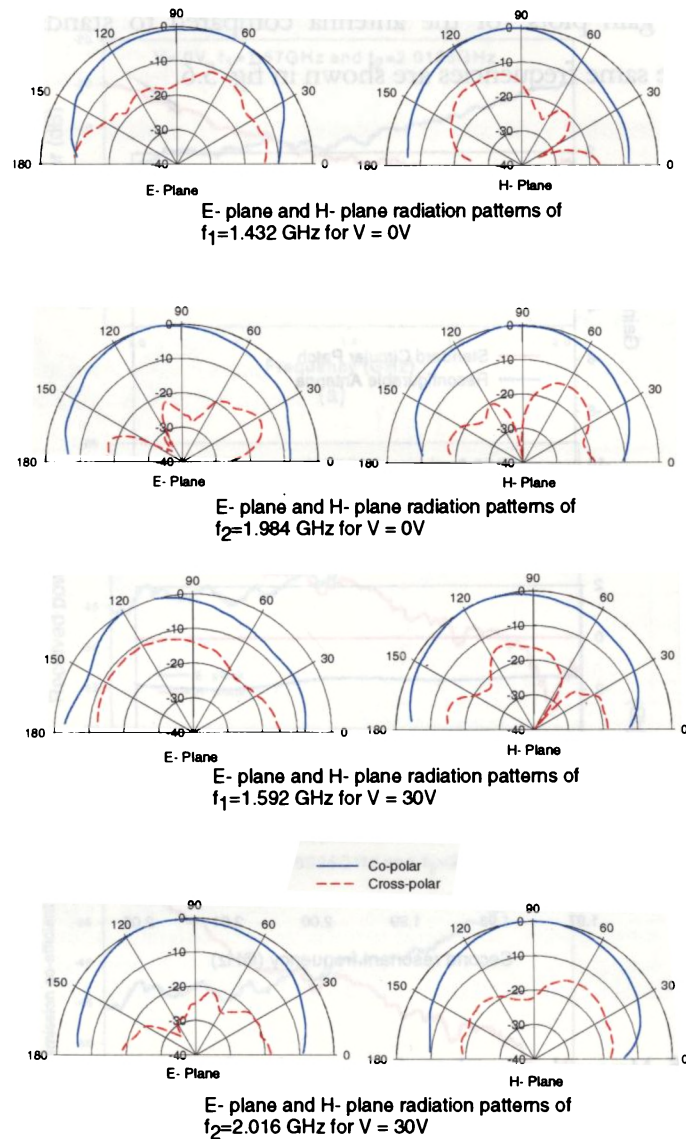 90
120 0 60
-10
150 -20 30
-30
180 -40 0
E- Plane
90
120 0 60
-10
150 -20 30
-30
180 -40 0
H- Plane
E- plane and H- plane radiation patterns of
f1=1.432 GHz for V = 0V
90
120 0 60
-10
150 -20 30
-30
180 -40 0
E- Plane
90
120 0 60
-10
150 -20 30
-30
180 -40 0
H- Plane
E- plane and H- plane radiation patterns of
f2=1.984 GHz for V = 0V
90
120 0 60
-10
150 -20 30
-30
180 -40 0
E- Plane
90
120 0 60
-10
150 -20 30
-30
180 -40 0
H- Plane
E- plane and H- plane radiation patterns of
f1=1.592 GHz for V = 30V
Co-polar
Cross-polar
90
120 0 60
-10
150 -20 30
-30
180 -40 0
E- Plane
90
120 0 60
-10
150 -20 30
-30
180 -40 0
H- Plane
E- plane and H- plane radiation patterns of
f2=2.016 GHz for V = 30V